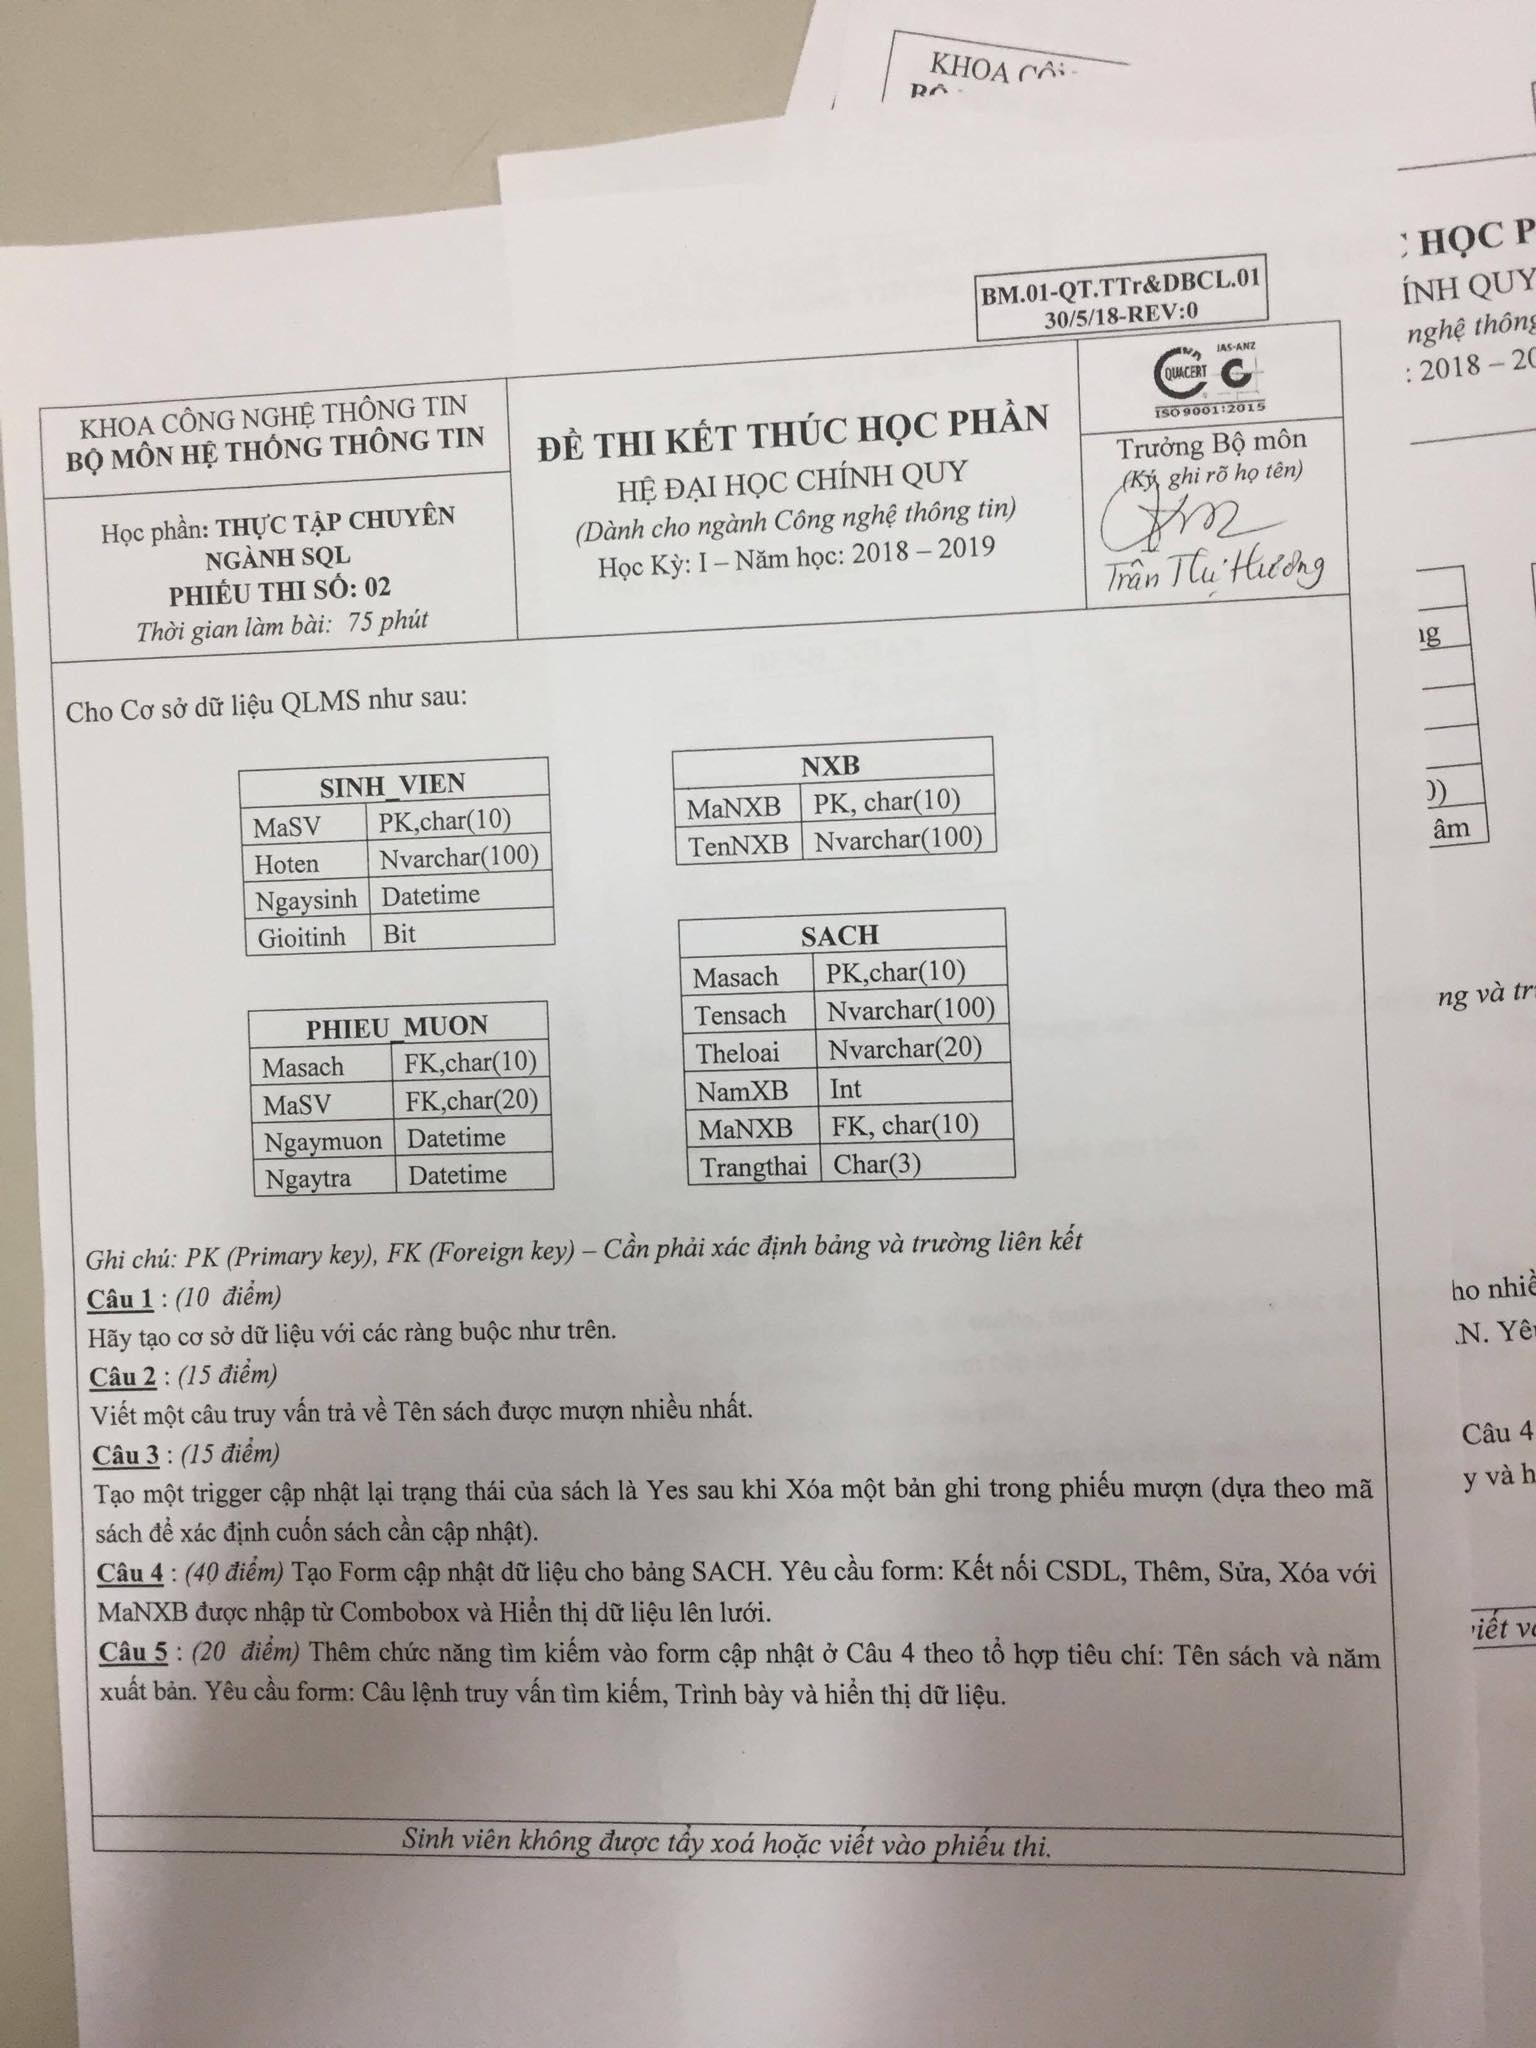 KHOA
BM.01-QT.TTr&DBCL.01
30/5/18-REV:0
KHOA CÔNG NGHỆ THÔNG TIN
BỘ MÔN HỆ THỐNG THÔNG TIN
Học phần: THỰC TẬP CHUYÊN
NGÀNH SQL
PHIẾU THI SỐ: 02
Thời gian làm bài: 75 phút
ĐỀ THI KẾT THÚC HỌC PHẦN
HỆ ĐẠI HỌC CHÍNH QUY
(Dành cho ngành Công nghệ thông tin)
Học Kỳ: I – Năm học: 2018 – 2019
QUACERT
JAS-ANZ
ISO 9001:2015
Trưởng Bộ môn
(Ký, ghi rõ họ tên)
Trần Thị Hương
Cho Cơ sở dữ liệu QLMS như sau:
SINH_VIEN
MaSV PK,char(10)
Hoten Nvarchar(100)
Ngaysinh Datetime
Gioitinh Bit
NXB
MaNXB PK, char(10)
TenNXB Nvarchar(100)
PHIEU_MUON
Masach FK,char(10)
MaSV FK,char(20)
Ngaymuon Datetime
Ngaytra Datetime
SACH
Masach PK,char(10)
Tensach Nvarchar(100)
Theloai Nvarchar(20)
NamXB Int
MaNXB FK, char(10)
Trangthai Char(3)
Ghi chú: PK (Primary key), FK (Foreign key) – Cần phải xác định bảng và trường liên kết
Câu 1 : (10 điểm)
Hãy tạo cơ sở dữ liệu với các ràng buộc như trên.
Câu 2 : (15 điểm)
Viết một câu truy vấn trả về Tên sách được mượn nhiều nhất.
Câu 3 : (15 điểm)
Tạo một trigger cập nhật lại trạng thái của sách là Yes sau khi Xóa một bản ghi trong phiếu mượn (dựa theo mã
sách để xác định cuốn sách cần cập nhật).
Câu 4 : (40 điểm) Tạo Form cập nhật dữ liệu cho bảng SACH. Yêu cầu form: Kết nối CSDL, Thêm, Sửa, Xóa với
MaNXB được nhập từ Combobox và Hiển thị dữ liệu lên lưới.
Câu 5 : (20 điểm) Thêm chức năng tìm kiếm vào form cập nhật ở Câu 4 theo tổ hợp tiêu chí: Tên sách và năm
xuất bản. Yêu cầu form: Câu lệnh truy vấn tìm kiếm, Trình bày và hiển thị dữ liệu.
Sinh viên không được tẩy xoá hoặc viết vào phiếu thi.
HỌC P
ÍNH QUY
nghệ thông
: 2018 – 20
ng
))
âm
ng và tr
ho nhiề
.N. Yê
Câu 4
y và h
viết v